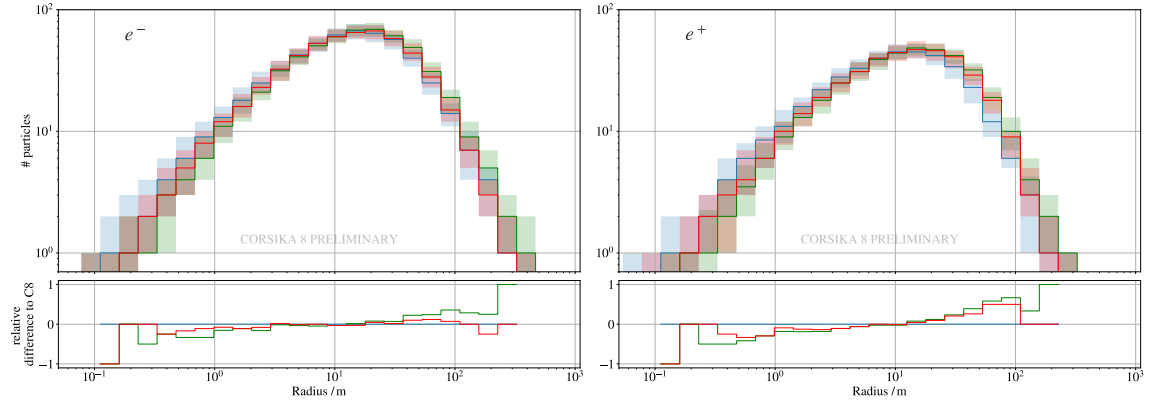 10²
e⁻
e⁺
10¹
# particles
10⁰
CORSIKA 8 PRELIMINARY
1
0
−1
relative
difference to C8
10⁻¹ 10⁰ 10¹ 10² 10³
Radius / m
10²
10¹
10⁰
CORSIKA 8 PRELIMINARY
1
0
−1
10⁻¹ 10⁰ 10¹ 10² 10³
Radius / m